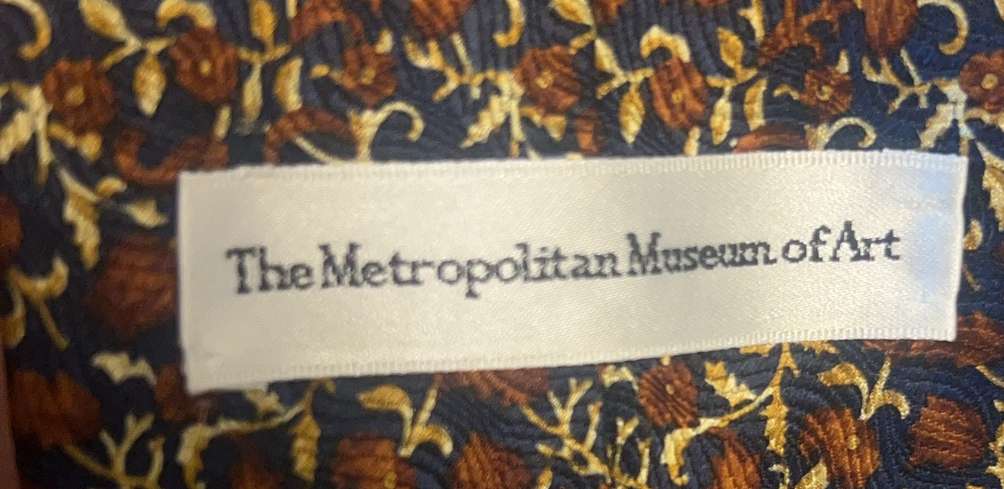 The Metropolitan Museum of Art